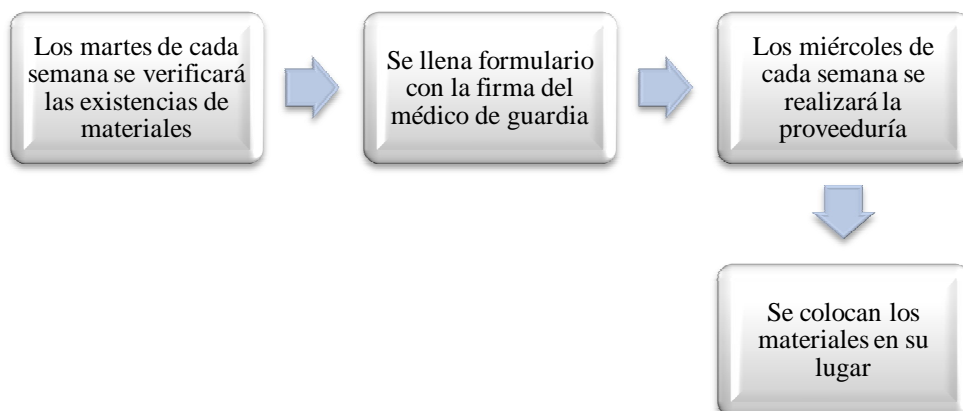 Los martes de cada
semana se verificará
las existencias de
materiales
Se llena formulario
con la firma del
médico de guardia
Los miércoles de
cada semana se
realizará la
proveeduría
Se colocan los
materiales en su
lugar